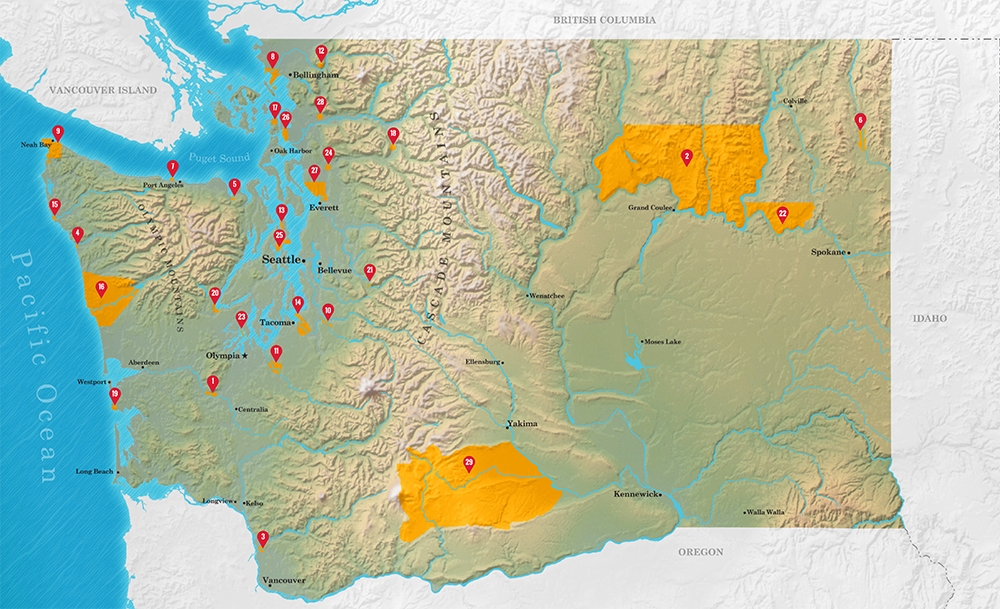 BRITISH COLUMBIA
12
8
Bellingham
VANCOUVER ISLAND
Colville
17
28
26
6
9
18
Neah Bay
Oak Harbor
24
Puget Sound
2
7
27
Port Angeles
5
15
Everett
Grand Coulee
13
22
OLYMPIC MOUNTAINS
CASCADE MOUNTAINS
4
25
Seattle
Spokane
Bellevue
21
Pacific Ocean
16
20
Wenatchee
14
10
23
Tacoma
IDAHO
Moses Lake
11
Olympia
Aberdeen
Ellensburg
Westport
1
19
Centralia
Yakima
29
Long Beach
Kennewick
Longview
Kelso
Walla Walla
3
OREGON
Vancouver